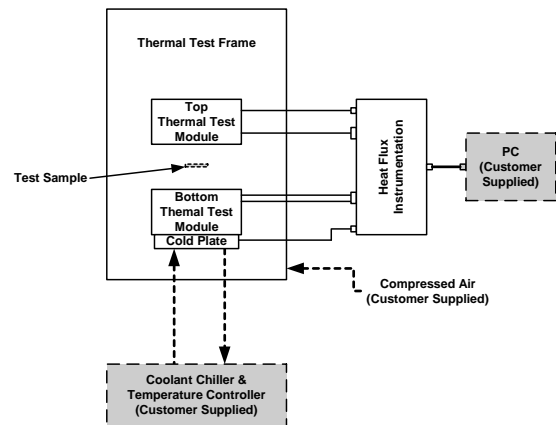 Thermal Test Frame
Top
Thermal Test
Module
Test Sample
Bottom
Themal Test
Module
Cold Plate
Heat Flux
Instrumentation
PC
(Customer
Supplied)
Compressed Air
(Customer Supplied)
Coolant Chiller &
Temperature Controller
(Customer Supplied)